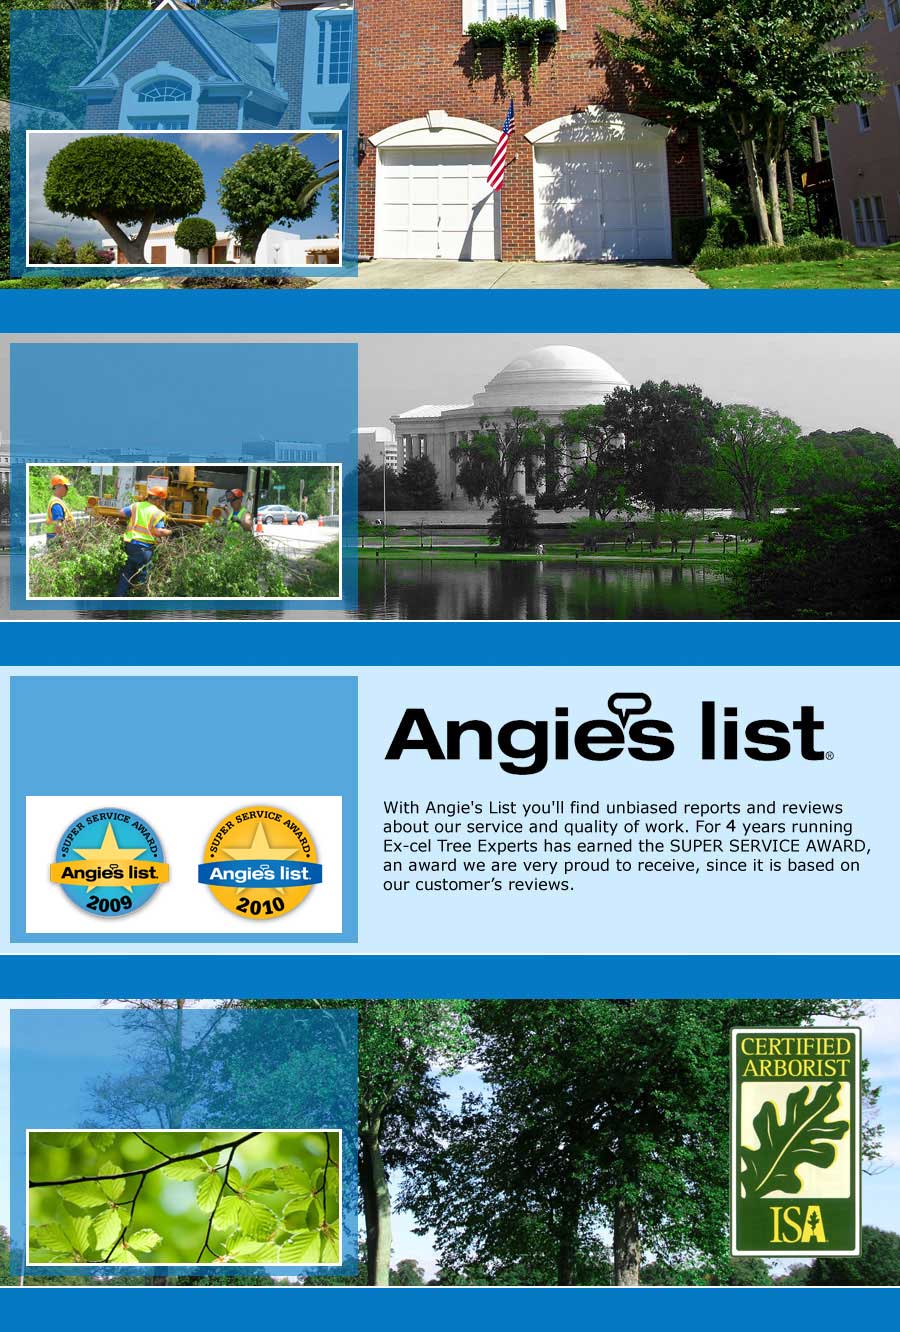 Angie's list®
With Angie's List you'll find unbiased reports and reviews
about our service and quality of work. For 4 years running
Ex-cel Tree Experts has earned the SUPER SERVICE AWARD,
an award we are very proud to receive, since it is based on
our customer’s reviews.
SUPER SERVICE AWARD
Angie's list.
2009
SUPER SERVICE AWARD
Angie's list.
2010
CERTIFIED
ARBORIST
ISA